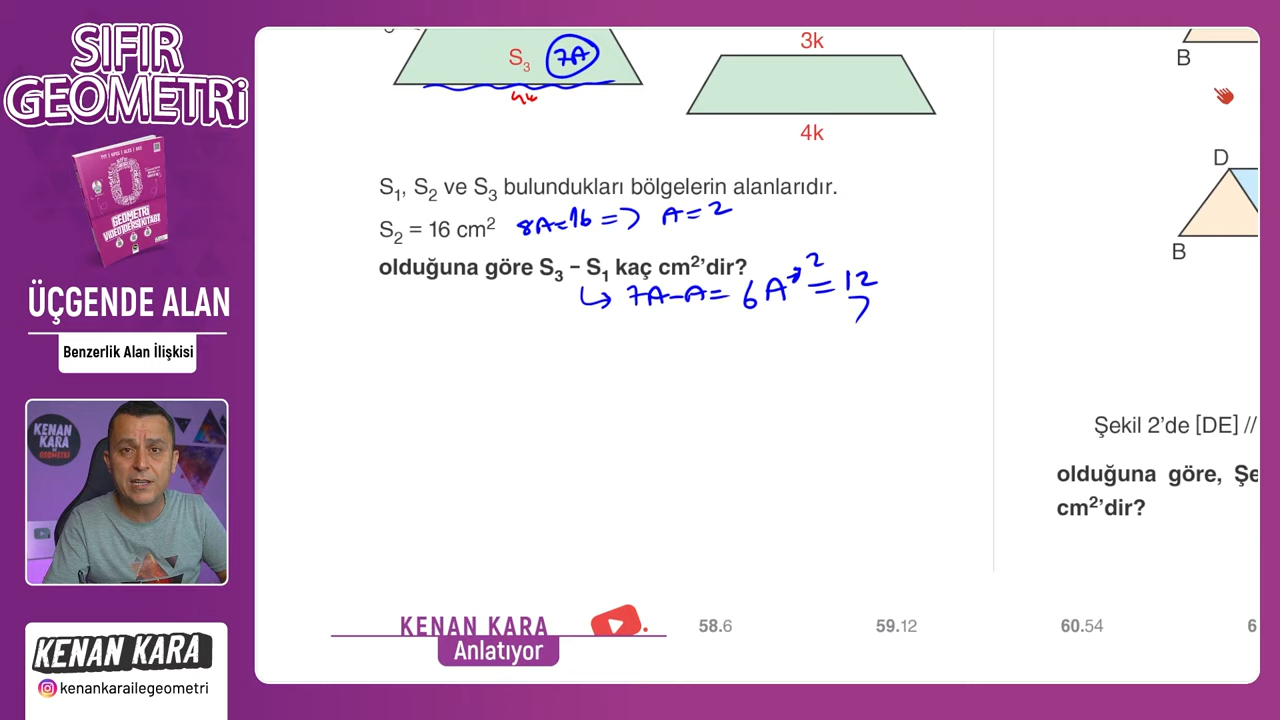 SIFIR
GEOMETRİ
GEOMETRİ
VİDEO DERS KİTABI
ÜÇGENDE ALAN
Benzerlik Alan İlişkisi
KENAN
KARA
GEOMETRİ
KENAN KARA
kenankarailegeometri
S3 7A
3k
4k
B
D
B
S1, S2 ve S3 bulundukları bölgelerin alanlarıdır.
S2 = 16 cm² 8A=16 => A=2
olduğuna göre S3 − S1 kaç cm²'dir?
↳ 7A-A= 6A→2 =12
Şekil 2'de [DE] //
olduğuna göre, Şe
cm²'dir?
KENAN KARA
Anlatıyor
58.6 59.12 60.54 6